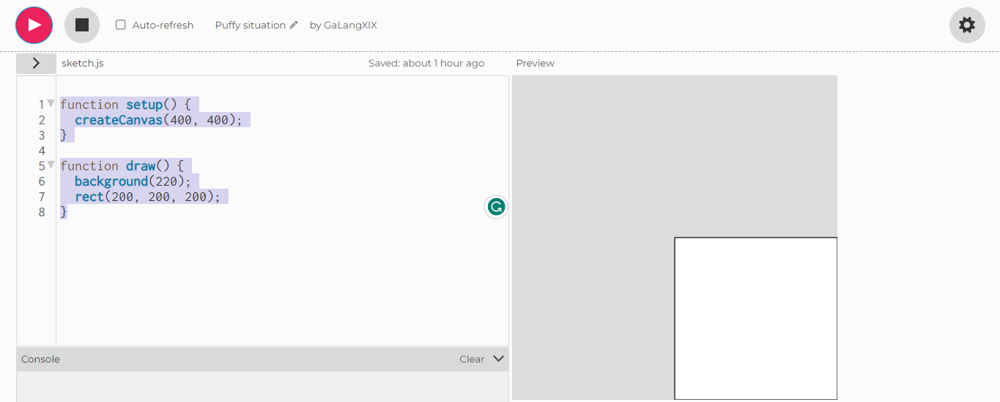 Auto-refresh Puffy situation by GaLangXIX
sketch.js Saved: about 1 hour ago Preview
1 function setup() {
2 createCanvas(400, 400);
3 }
4
5 function draw() {
6 background(220);
7 rect(200, 200, 200);
8 }
Console Clear